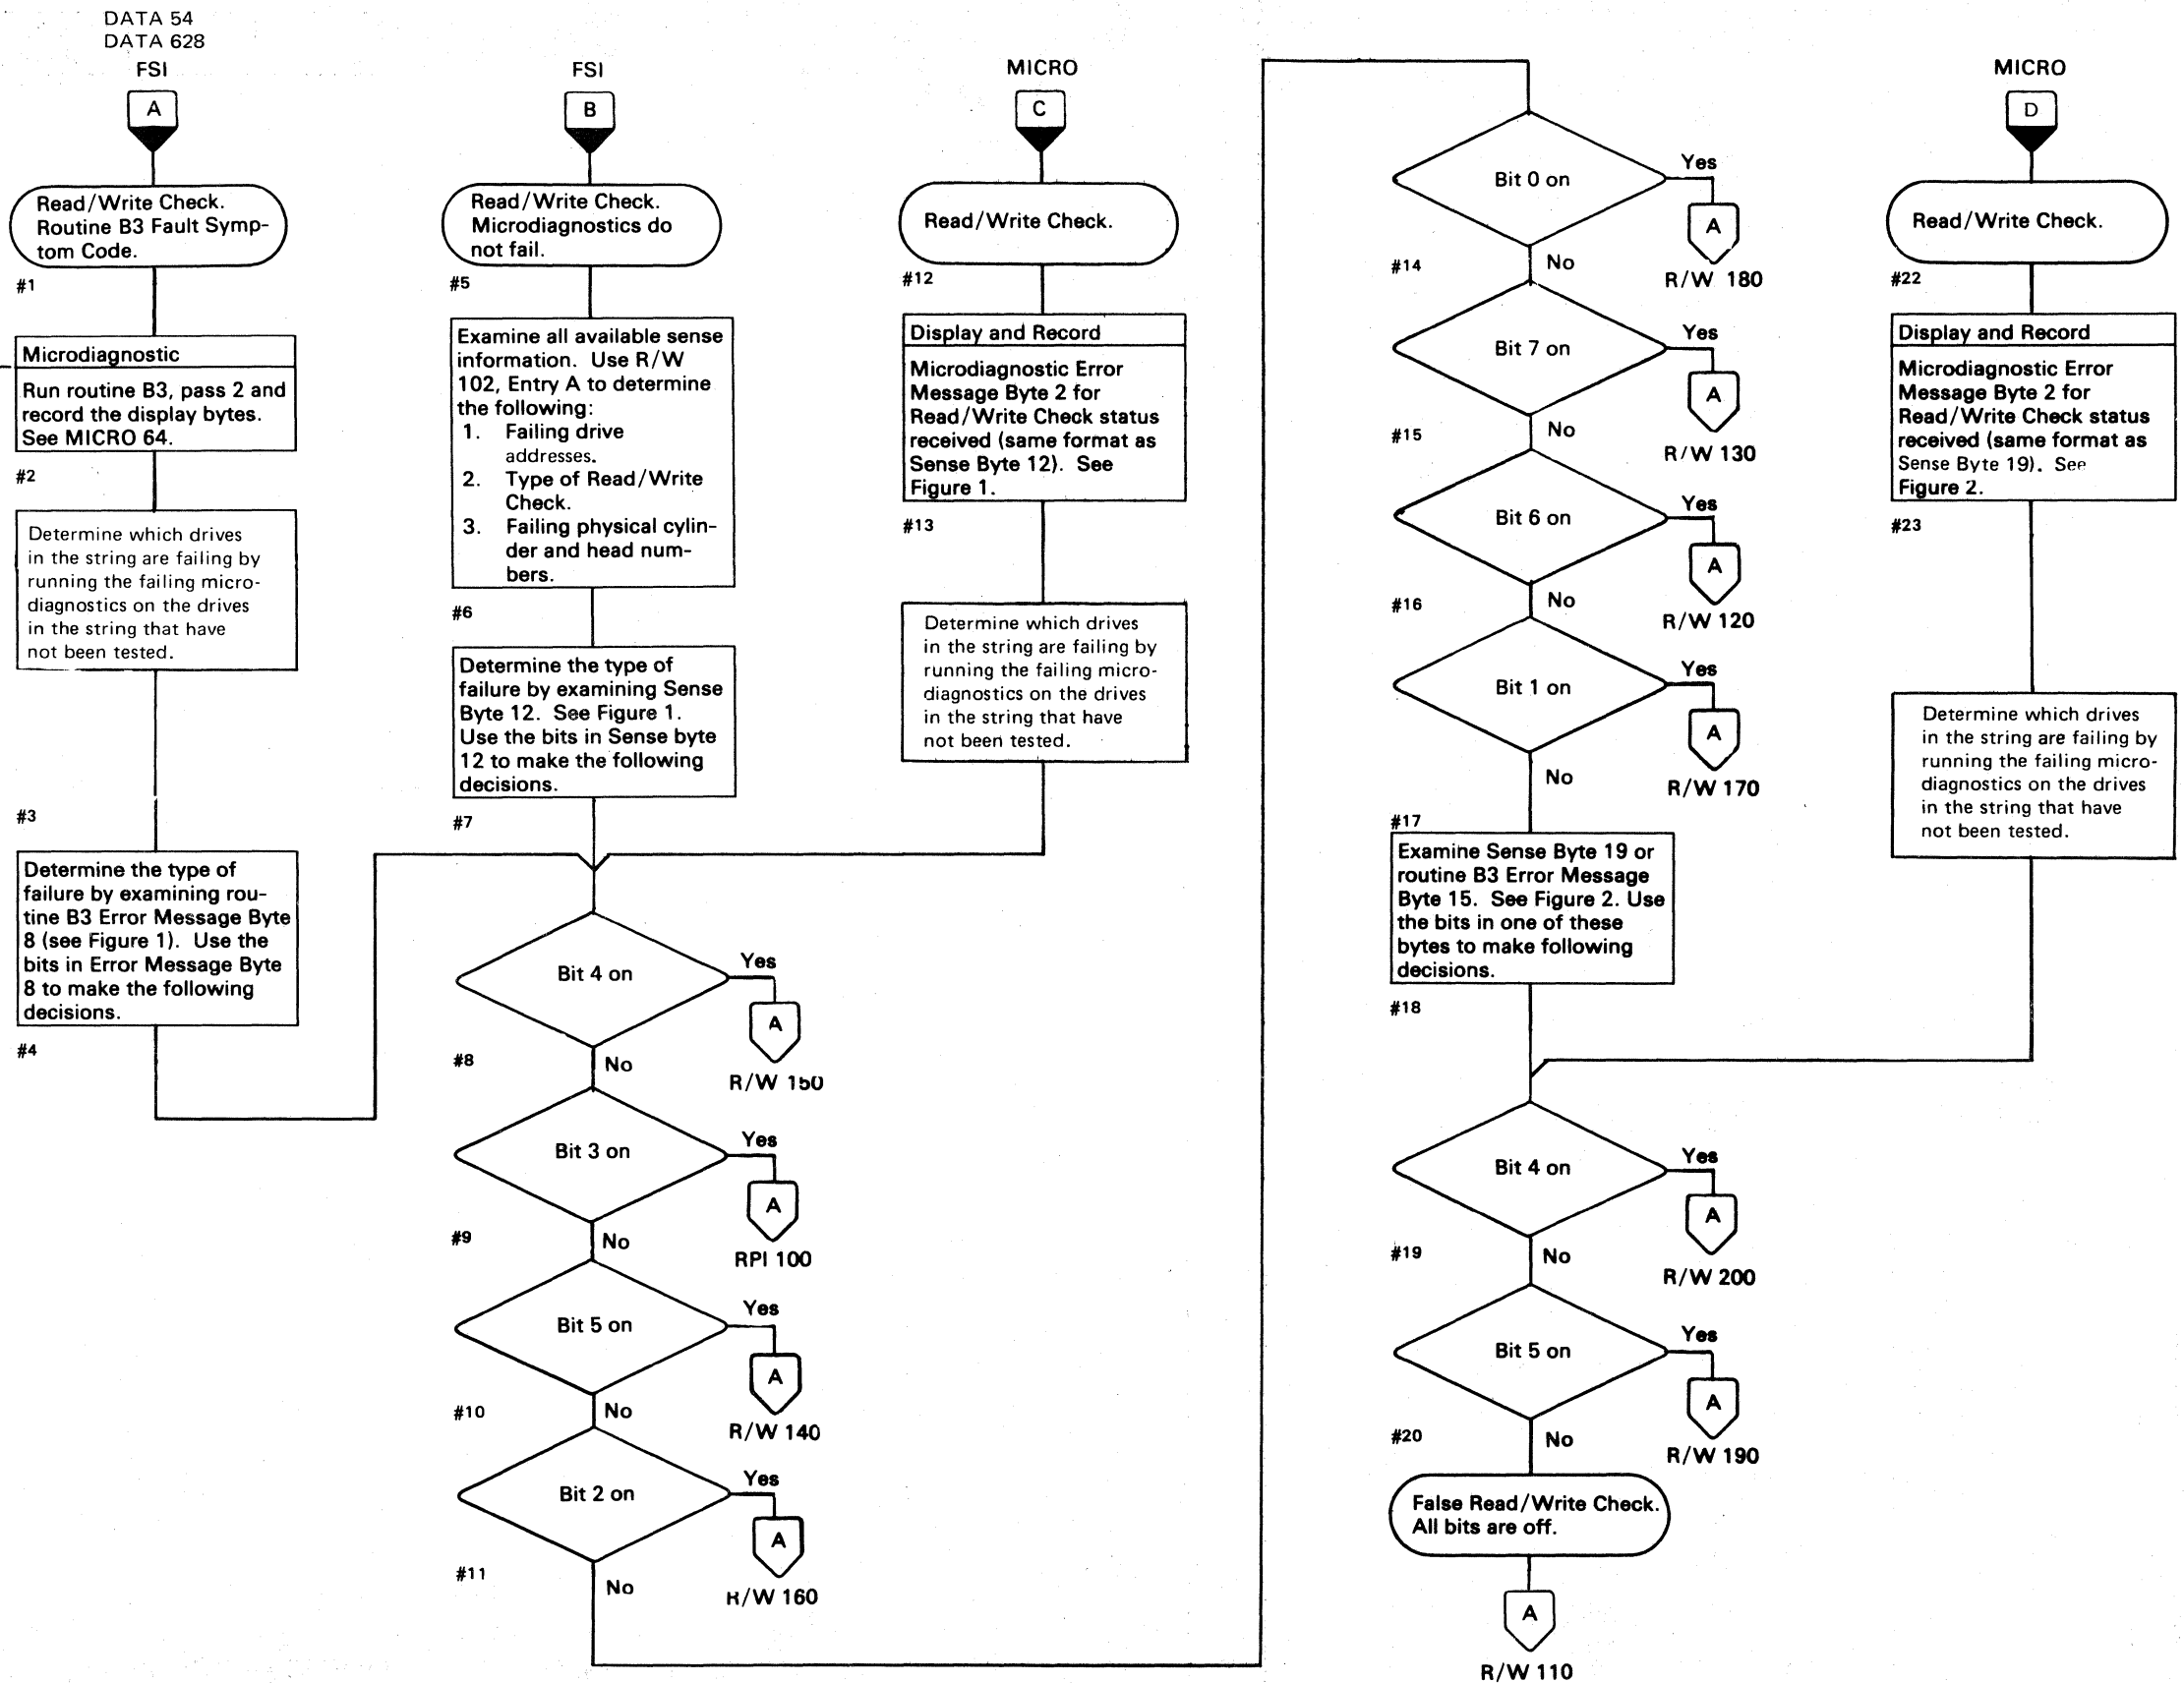 DATA 54
DATA 628
FSI
A
Read/Write Check.
Routine B3 Fault Symp-
tom Code.
#1
Microdiagnostic
Run routine B3, pass 2 and
record the display bytes.
See MICRO 64.
#2
Determine which drives
in the string are failing by
running the failing micro-
diagnostics on the drives
in the string that have
not been tested.
#3
Determine the type of
failure by examining rou-
tine B3 Error Message Byte
8 (see Figure 1). Use the
bits in Error Message Byte
8 to make the following
decisions.
#4
FSI
B
Read/Write Check.
Microdiagnostics do
not fail.
#5
Examine all available sense
information. Use R/W
102, Entry A to determine
the following:
1. Failing drive
addresses.
2. Type of Read/Write
Check.
3. Failing physical cylin-
der and head num-
bers.
#6
Determine the type of
failure by examining Sense
Byte 12. See Figure 1.
Use the bits in Sense byte
12 to make the following
decisions.
#7
Bit 4 on
Yes
A
R/W 150
#8
No
Bit 3 on
Yes
A
RPI 100
#9
No
Bit 5 on
Yes
A
R/W 140
#10
No
Bit 2 on
Yes
A
R/W 160
#11
No
MICRO
C
Read/Write Check.
#12
Display and Record
Microdiagnostic Error
Message Byte 2 for
Read/Write Check status
received (same format as
Sense Byte 12). See
Figure 1.
#13
Determine which drives
in the string are failing by
running the failing micro-
diagnostics on the drives
in the string that have
not been tested.
Bit 0 on
Yes
A
R/W 180
#14
No
Bit 7 on
Yes
A
R/W 130
#15
No
Bit 6 on
Yes
A
R/W 120
#16
No
Bit 1 on
Yes
A
R/W 170
No
#17
Examine Sense Byte 19 or
routine B3 Error Message
Byte 15. See Figure 2. Use
the bits in one of these
bytes to make following
decisions.
#18
Bit 4 on
Yes
A
R/W 200
#19
No
Bit 5 on
Yes
A
R/W 190
#20
No
False Read/Write Check.
All bits are off.
A
R/W 110
MICRO
D
Read/Write Check.
#22
Display and Record
Microdiagnostic Error
Message Byte 2 for
Read/Write Check status
received (same format as
Sense Byte 19). See
Figure 2.
#23
Determine which drives
in the string are failing by
running the failing micro-
diagnostics on the drives
in the string that have
not been tested.